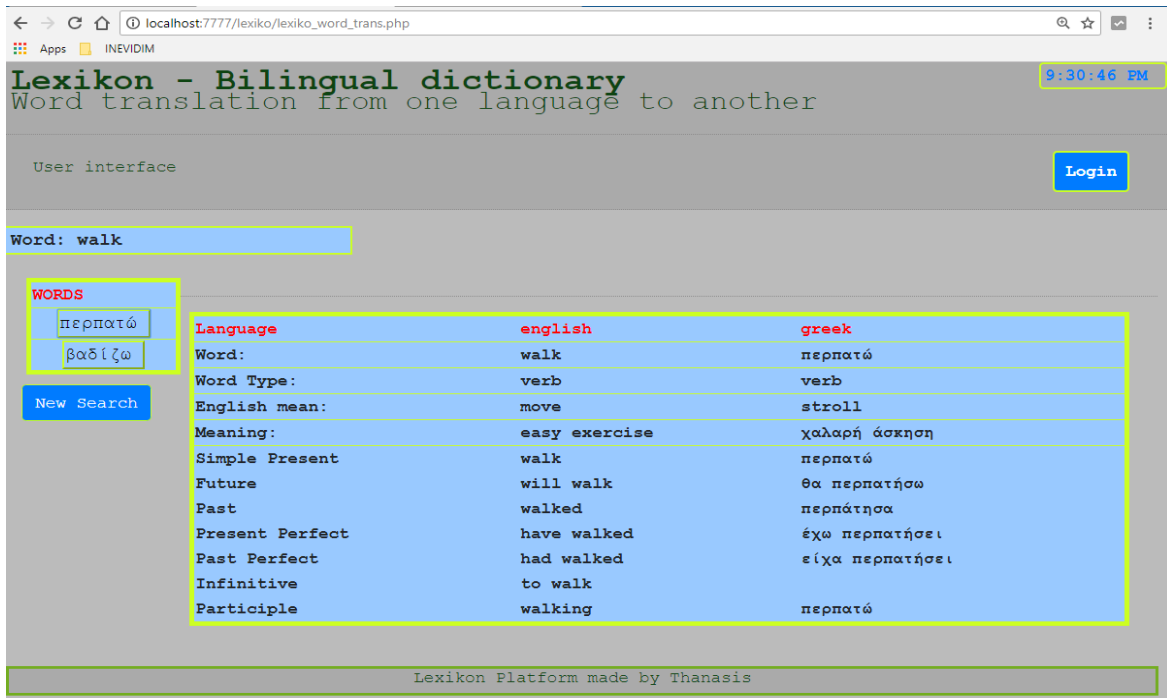 localhost:7777/lexiko/lexiko_word_trans.php
Apps INEVIDIM
Lexikon - Bilingual dictionary
9:30:46 PM
Word translation from one language to another
User interface
Login
Word: walk
WORDS
περπατώ
βαδίζω
New Search
Language english greek
Word: walk περπατώ
Word Type: verb verb
English mean: move stroll
Meaning: easy exercise χαλαρή άσκηση
Simple Present walk περπατώ
Future will walk θα περπατήσω
Past walked περπάτησα
Present Perfect have walked έχω περπατήσει
Past Perfect had walked είχα περπατήσει
Infinitive to walk
Participle walking περπατώ
Lexikon Platform made by Thanasis